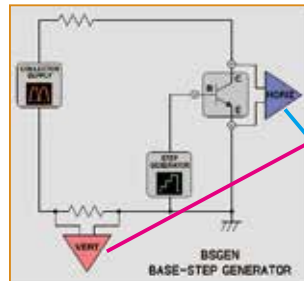 COLLECTOR
SUPPLY
C
B
E
HORIZ
STEP
GENERATOR
VERT
BSGEN
BASE-STEP GENERATOR